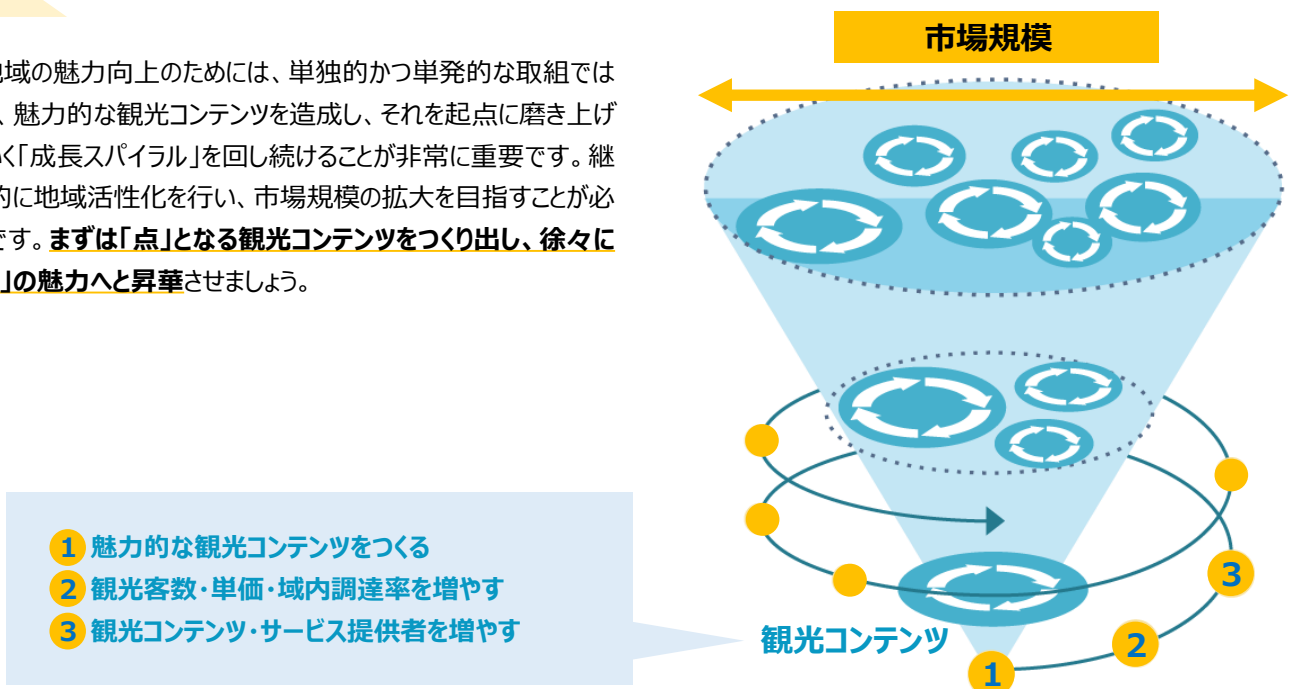 市場規模
域の魅力向上のためには、単独的かつ単発的な取組では
、魅力的な観光コンテンツを造成し、それを起点に磨き上げ
く「成長スパイラル」を回し続けることが非常に重要です。継
的に地域活性化を行い、市場規模の拡大を目指すことが必
です。まずは「点」となる観光コンテンツをつくり出し、徐々に
」の魅力へと昇華させましょう。
1 魅力的な観光コンテンツをつくる
2 観光客数・単価・域内調達率を増やす
3 観光コンテンツ・サービス提供者を増やす
観光コンテンツ
1
2
3